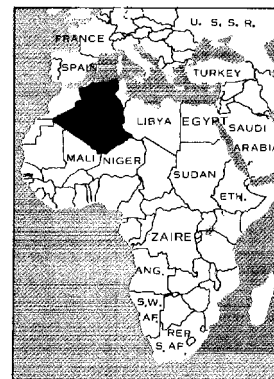 U. S. S. R.
FRANCE
SPAIN
TURKEY
LIBYA
EGYPT
SAUDI
ARABIA
MALI
NIGER
SUDAN
ETH.
ZAIRE
ANG.
S.W.
AF.
REP.
S. AF.